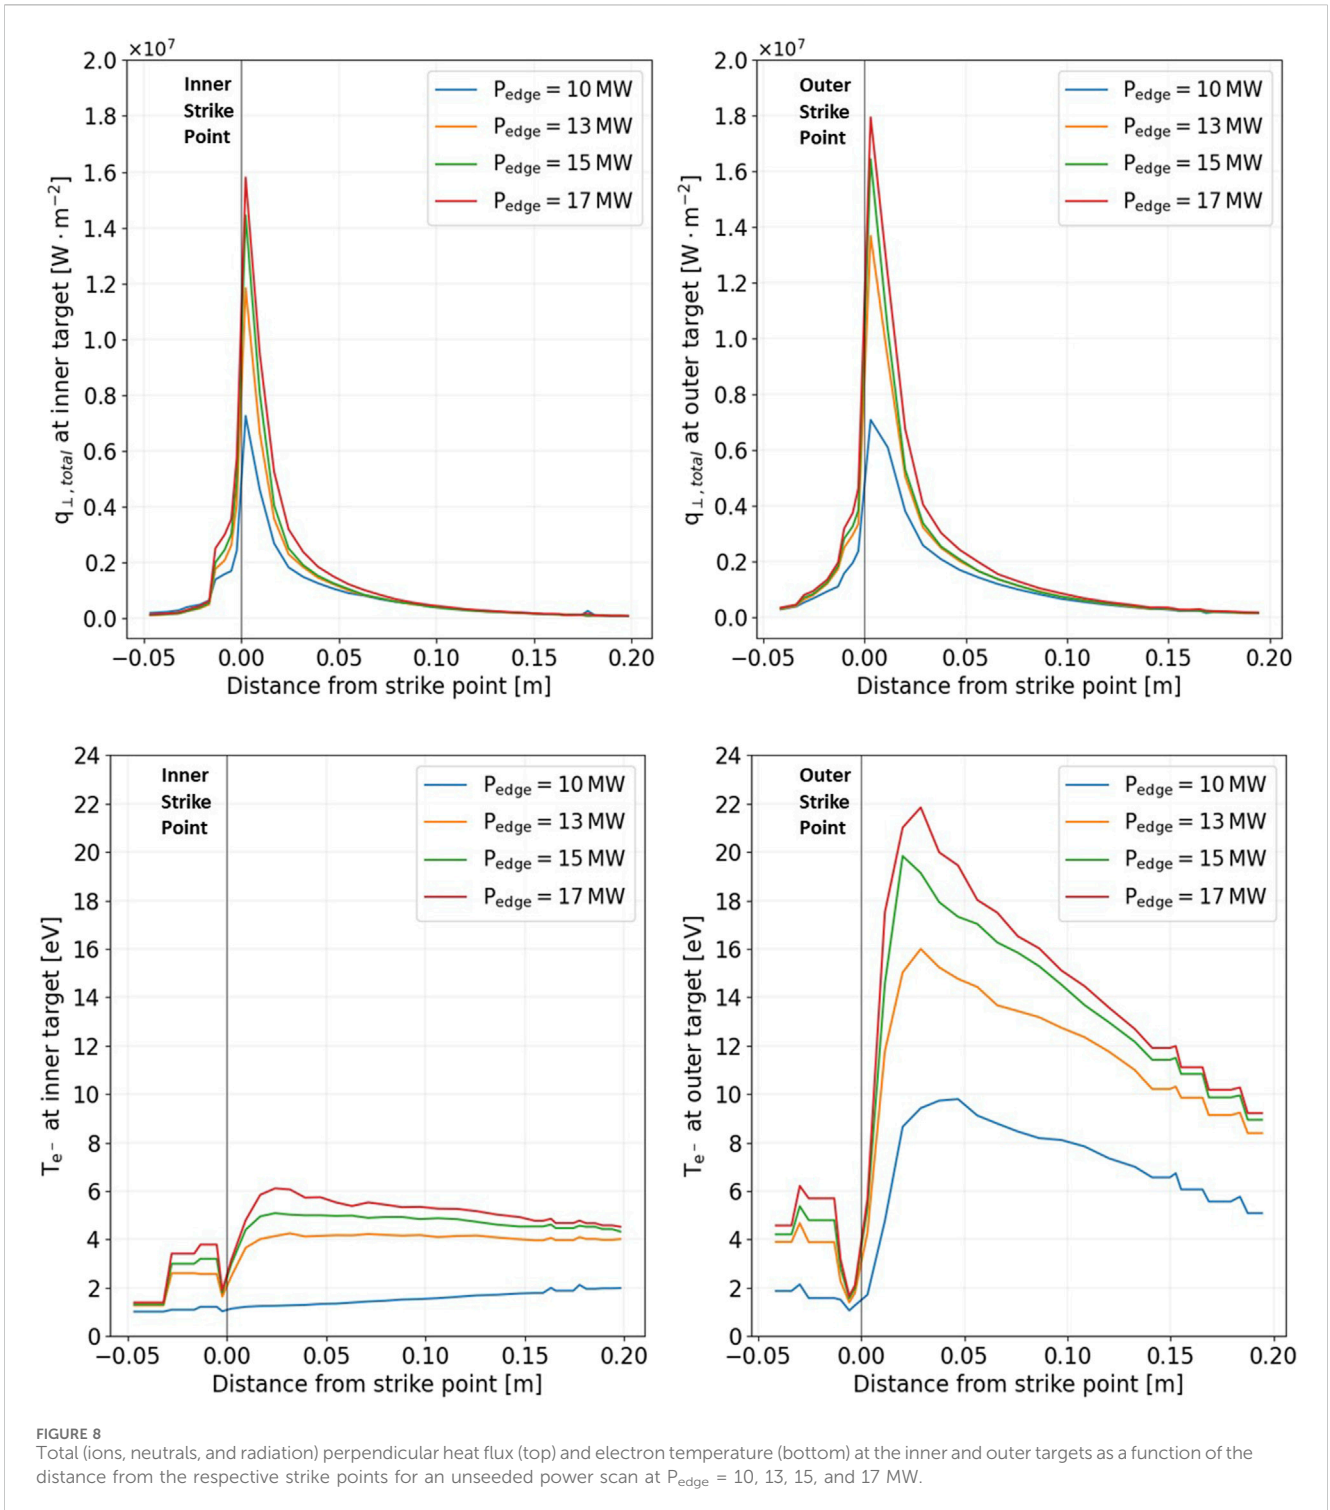 ×10⁷
2.0
1.8
1.6
1.4
1.2
1.0
0.8
0.6
0.4
0.2
0.0
q⊥,total at inner target [W · m⁻²]
Inner
Strike
Point
P_edge = 10 MW
P_edge = 13 MW
P_edge = 15 MW
P_edge = 17 MW
−0.05 0.00 0.05 0.10 0.15 0.20
Distance from strike point [m]
×10⁷
2.0
1.8
1.6
1.4
1.2
1.0
0.8
0.6
0.4
0.2
0.0
q⊥,total at outer target [W · m⁻²]
Outer
Strike
Point
P_edge = 10 MW
P_edge = 13 MW
P_edge = 15 MW
P_edge = 17 MW
−0.05 0.00 0.05 0.10 0.15 0.20
Distance from strike point [m]
24
22
20
18
16
14
12
10
8
6
4
2
0
T_e⁻ at inner target [eV]
Inner
Strike
Point
P_edge = 10 MW
P_edge = 13 MW
P_edge = 15 MW
P_edge = 17 MW
−0.05 0.00 0.05 0.10 0.15 0.20
Distance from strike point [m]
24
22
20
18
16
14
12
10
8
6
4
2
0
T_e⁻ at outer target [eV]
Outer
Strike
Point
P_edge = 10 MW
P_edge = 13 MW
P_edge = 15 MW
P_edge = 17 MW
−0.05 0.00 0.05 0.10 0.15 0.20
Distance from strike point [m]
FIGURE 8
Total (ions, neutrals, and radiation) perpendicular heat flux (top) and electron temperature (bottom) at the inner and outer targets as a function of the
distance from the respective strike points for an unseeded power scan at P_edge = 10, 13, 15, and 17 MW.